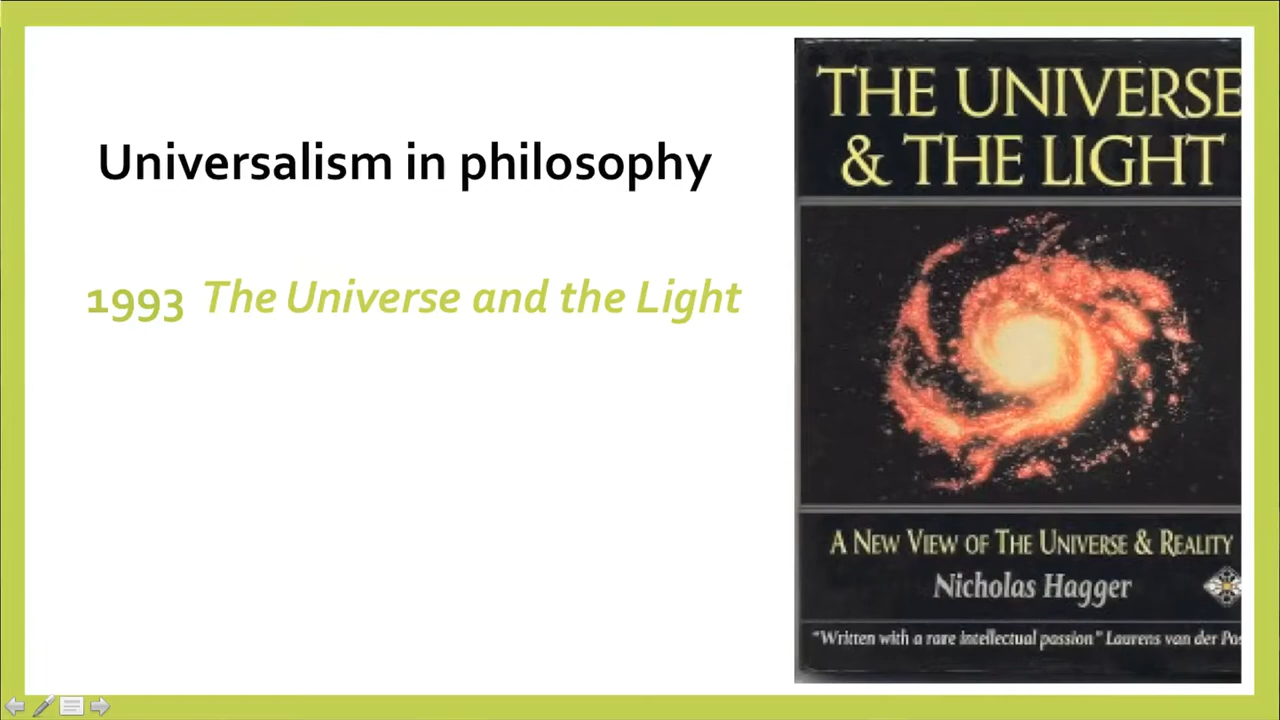 Universalism in philosophy
1993 The Universe and the Light
THE UNIVERSE
& THE LIGHT
A NEW VIEW OF THE UNIVERSE & REALITY
Nicholas Hagger
"Written with a rare intellectual passion" Laurens van der Pos